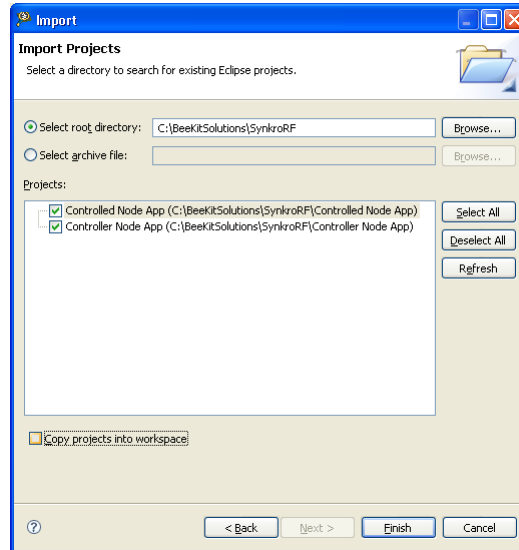 Import
Import Projects
Select a directory to search for existing Eclipse projects.
Select root directory: C:\BeeKitSolutions\SynkroRF Browse...
Select archive file: Browse...
Projects:
Controlled Node App (C:\BeeKitSolutions\SynkroRF\Controlled Node App) Select All
Controller Node App (C:\BeeKitSolutions\SynkroRF\Controller Node App)
Deselect All
Refresh
Copy projects into workspace
? < Back Next > Finish Cancel